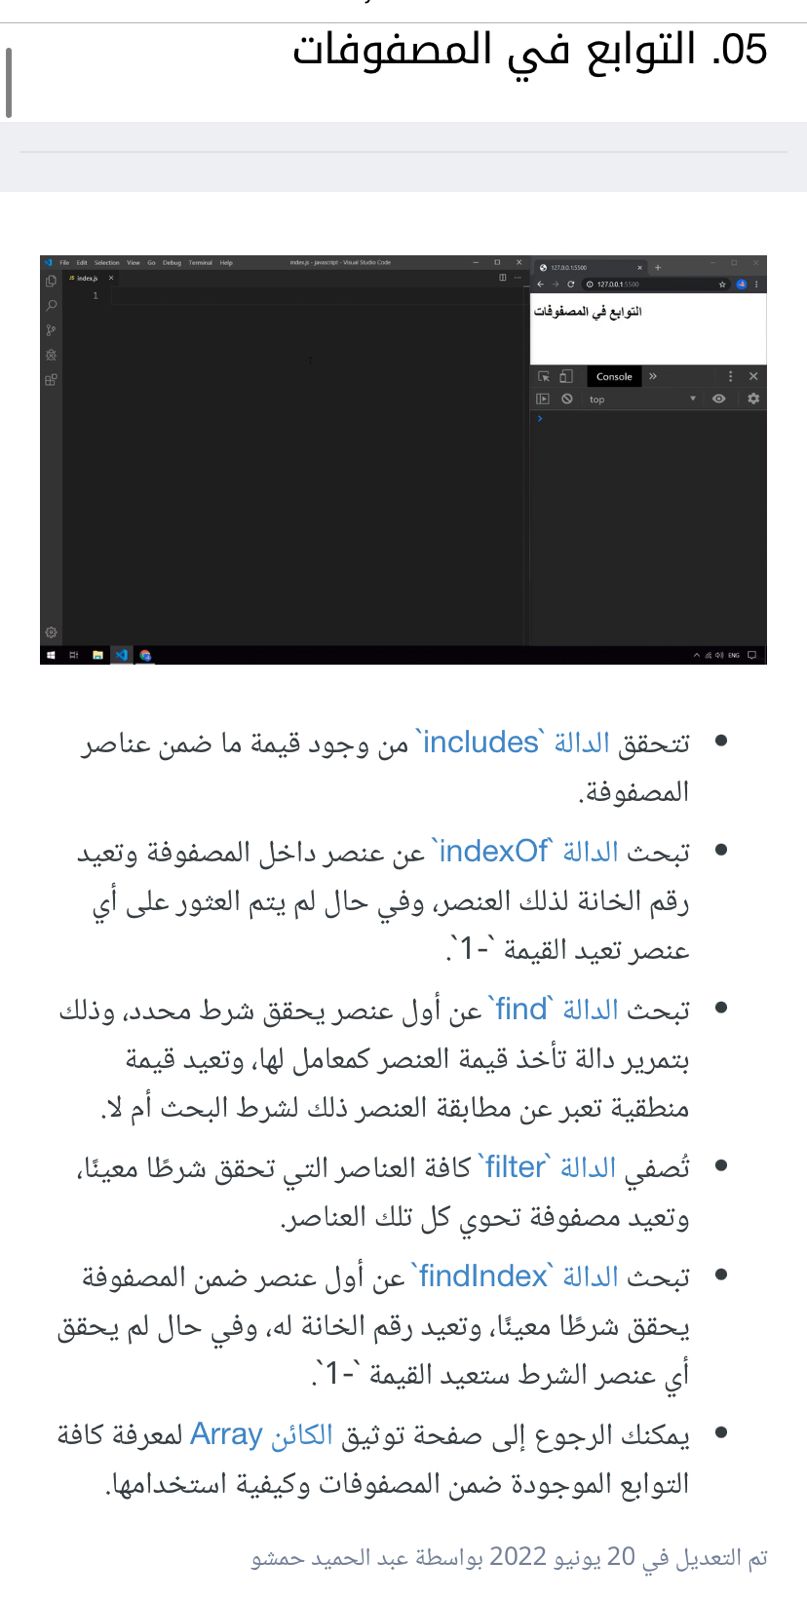 05. التوابع في المصفوفات
File Edit Selection View Go Debug Terminal Help
index.js - javascript - Visual Studio Code
index.js
1
127.0.0.1:5500
127.0.0.1:5500
التوابع في المصفوفات
Console
top
ENG
تتحقق الدالة `includes` من وجود قيمة ما ضمن عناصر
المصفوفة.
تبحث الدالة `indexOf` عن عنصر داخل المصفوفة وتعيد
رقم الخانة لذلك العنصر، وفي حال لم يتم العثور على أي
عنصر تعيد القيمة `-1`.
تبحث الدالة `find` عن أول عنصر يحقق شرط محدد، وذلك
بتمرير دالة تأخذ قيمة العنصر كمعامل لها، وتعيد قيمة
منطقية تعبر عن مطابقة العنصر ذلك لشرط البحث أم لا.
تُصفي الدالة `filter` كافة العناصر التي تحقق شرطًا معينًا،
وتعيد مصفوفة تحوي كل تلك العناصر.
تبحث الدالة `findIndex` عن أول عنصر ضمن المصفوفة
يحقق شرطًا معينًا، وتعيد رقم الخانة له، وفي حال لم يحقق
أي عنصر الشرط ستعيد القيمة `-1`.
يمكنك الرجوع إلى صفحة توثيق الكائن Array لمعرفة كافة
التوابع الموجودة ضمن المصفوفات وكيفية استخدامها.
تم التعديل في 20 يونيو 2022 بواسطة عبد الحميد حمشو